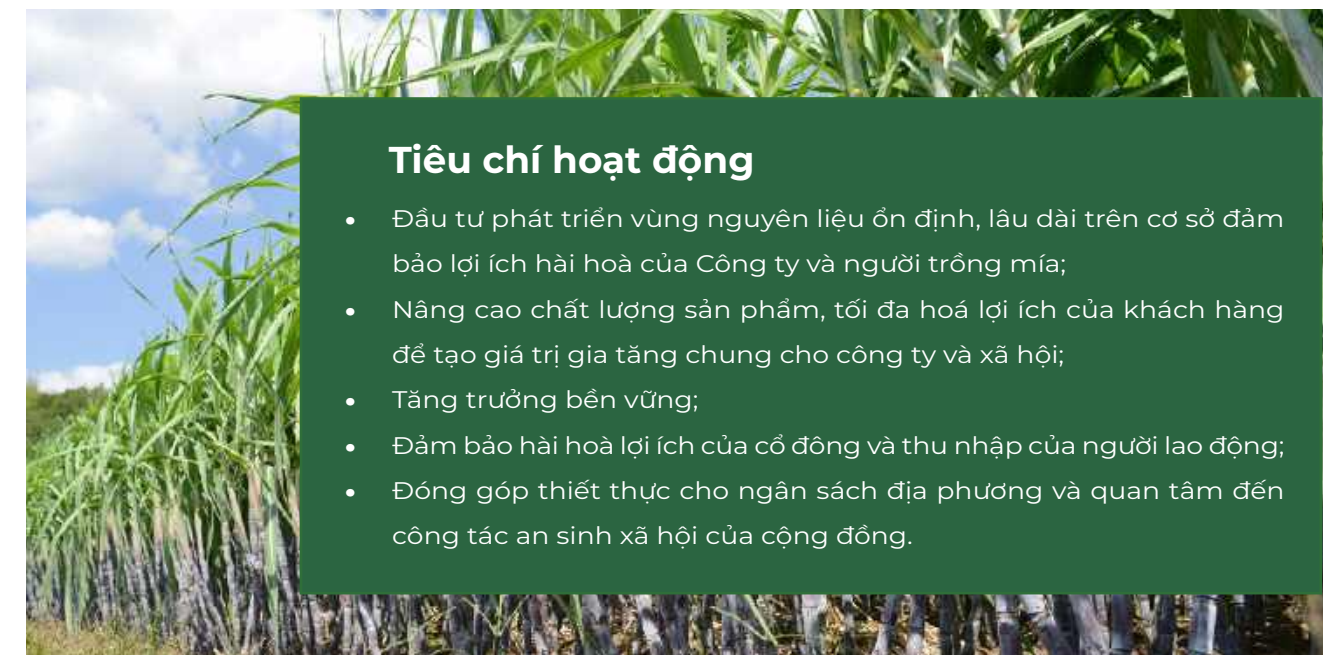 Tiêu chí hoạt động
• Đầu tư phát triển vùng nguyên liệu ổn định, lâu dài trên cơ sở đảm
bảo lợi ích hài hoà của Công ty và người trồng mía;
• Nâng cao chất lượng sản phẩm, tối đa hoá lợi ích của khách hàng
để tạo giá trị gia tăng chung cho công ty và xã hội;
• Tăng trưởng bền vững;
• Đảm bảo hài hoà lợi ích của cổ đông và thu nhập của người lao động;
• Đóng góp thiết thực cho ngân sách địa phương và quan tâm đến
công tác an sinh xã hội của cộng đồng.